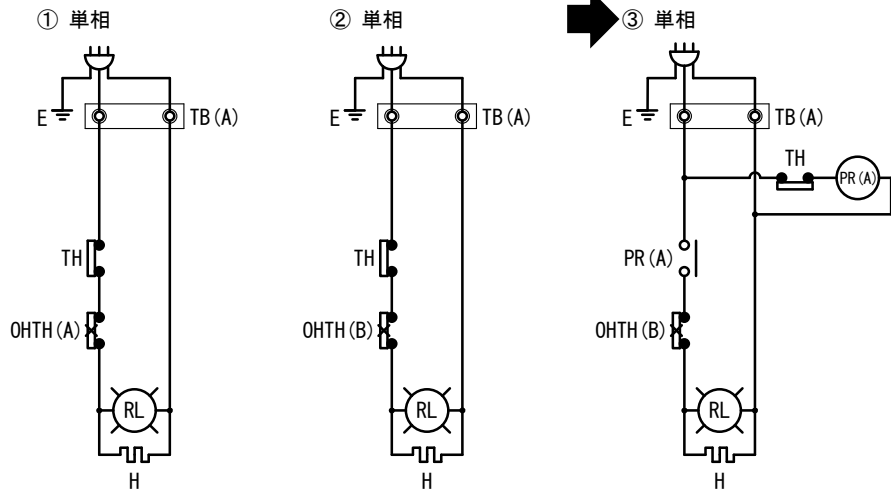 ① 単相
E
TB(A)
TH
OHTH(A)
RL
H
② 単相
E
TB(A)
TH
OHTH(B)
RL
H
③ 単相
E
TB(A)
TH
PR(A)
PR(A)
OHTH(B)
RL
H